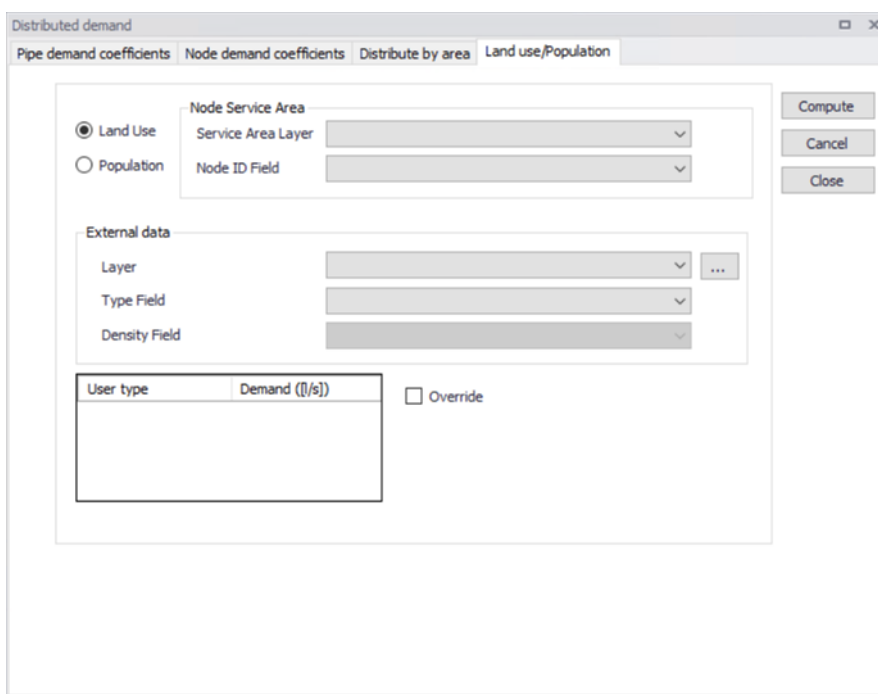 Distributed demand
Pipe demand coefficients Node demand coefficients Distribute by area Land use/Population
Node Service Area
Land Use
Population
Service Area Layer
Node ID Field
Compute
Cancel
Close
External data
Layer
...
Type Field
Density Field
User type Demand ([l/s])
Override